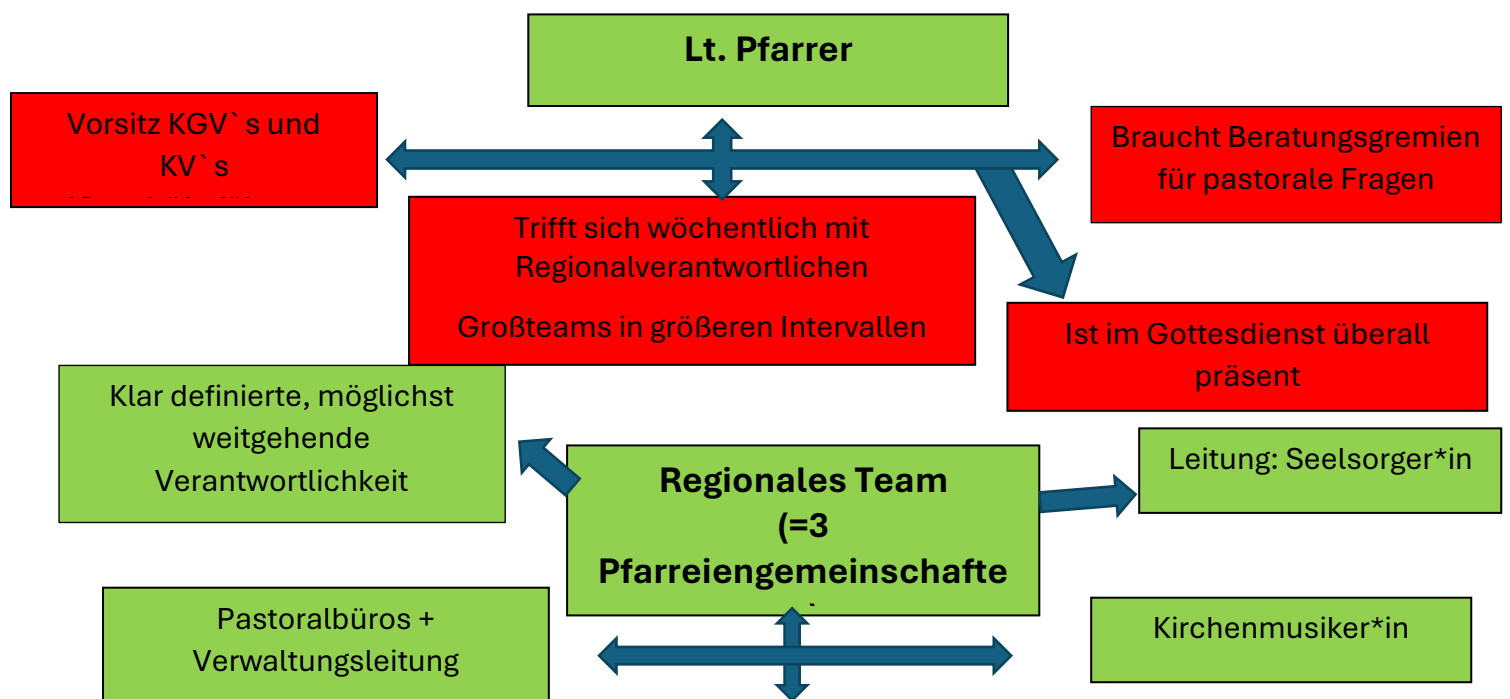 Lt. Pfarrer
Vorsitz KGV`s und
KV`s
Braucht Beratungsgremien
für pastorale Fragen
Trifft sich wöchentlich mit
Regionalverantwortlichen
Großteams in größeren Intervallen
Ist im Gottesdienst überall
präsent
Klar definierte, möglichst
weitgehende
Verantwortlichkeit
Regionales Team
(=3
Pfarreiengemeinschafte
Leitung: Seelsorger*in
Pastoralbüros +
Verwaltungsleitung
Kirchenmusiker*in